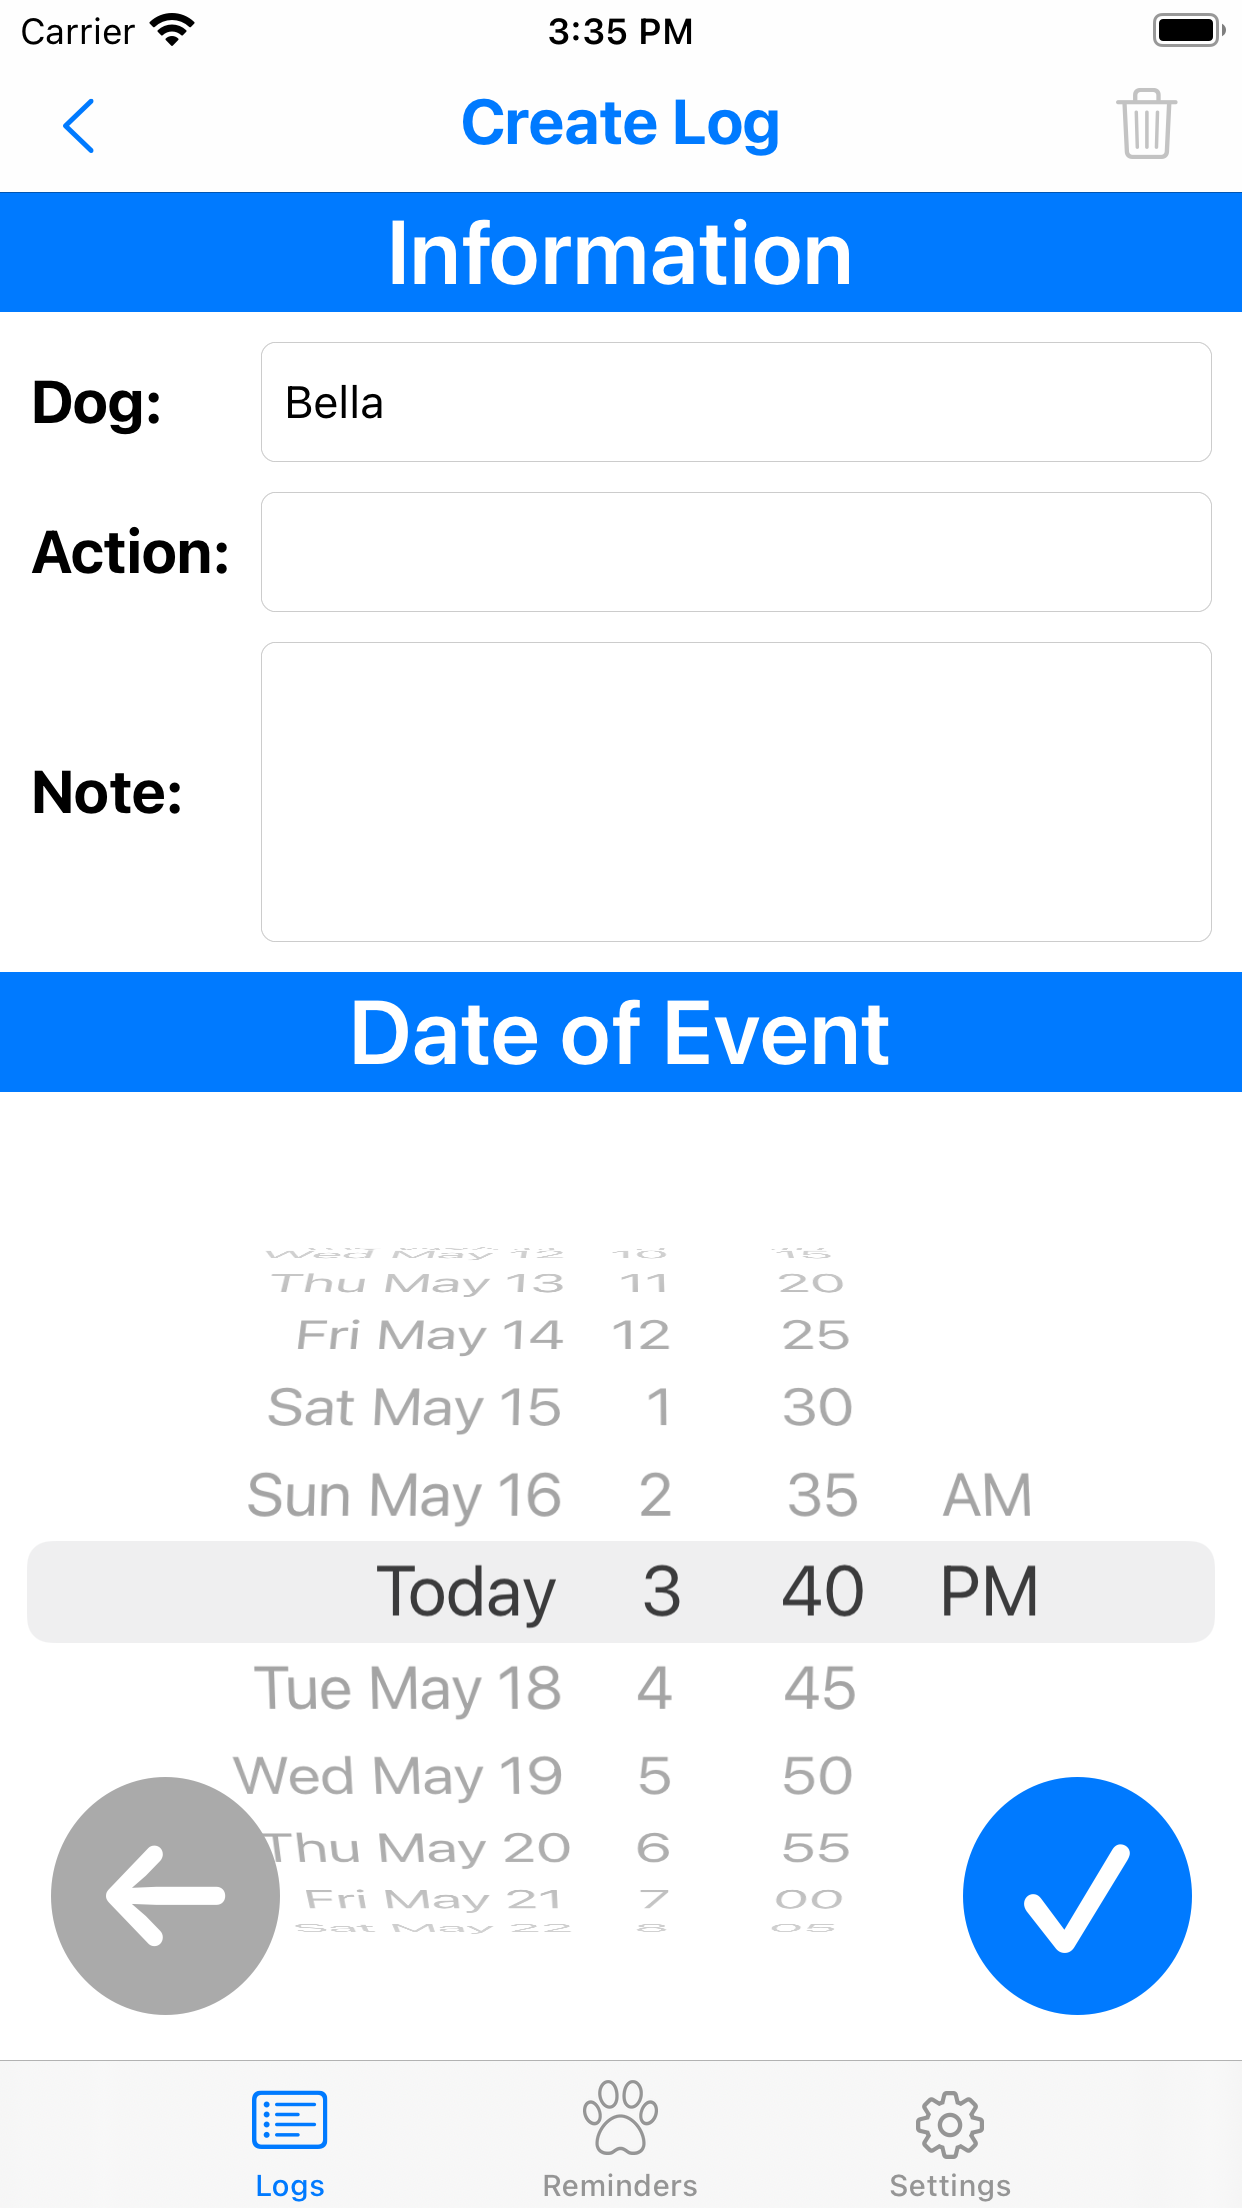 Carrier 3:35 PM
Create Log
Information
Dog: Bella
Action:
Note:
Date of Event
Wed May 12 10 15
Thu May 13 11 20
Fri May 14 12 25
Sat May 15 1 30
Sun May 16 2 35 AM
Today 3 40 PM
Tue May 18 4 45
Wed May 19 5 50
Thu May 20 6 55
Fri May 21 7 00
Sat May 22 8 05
Logs Reminders Settings